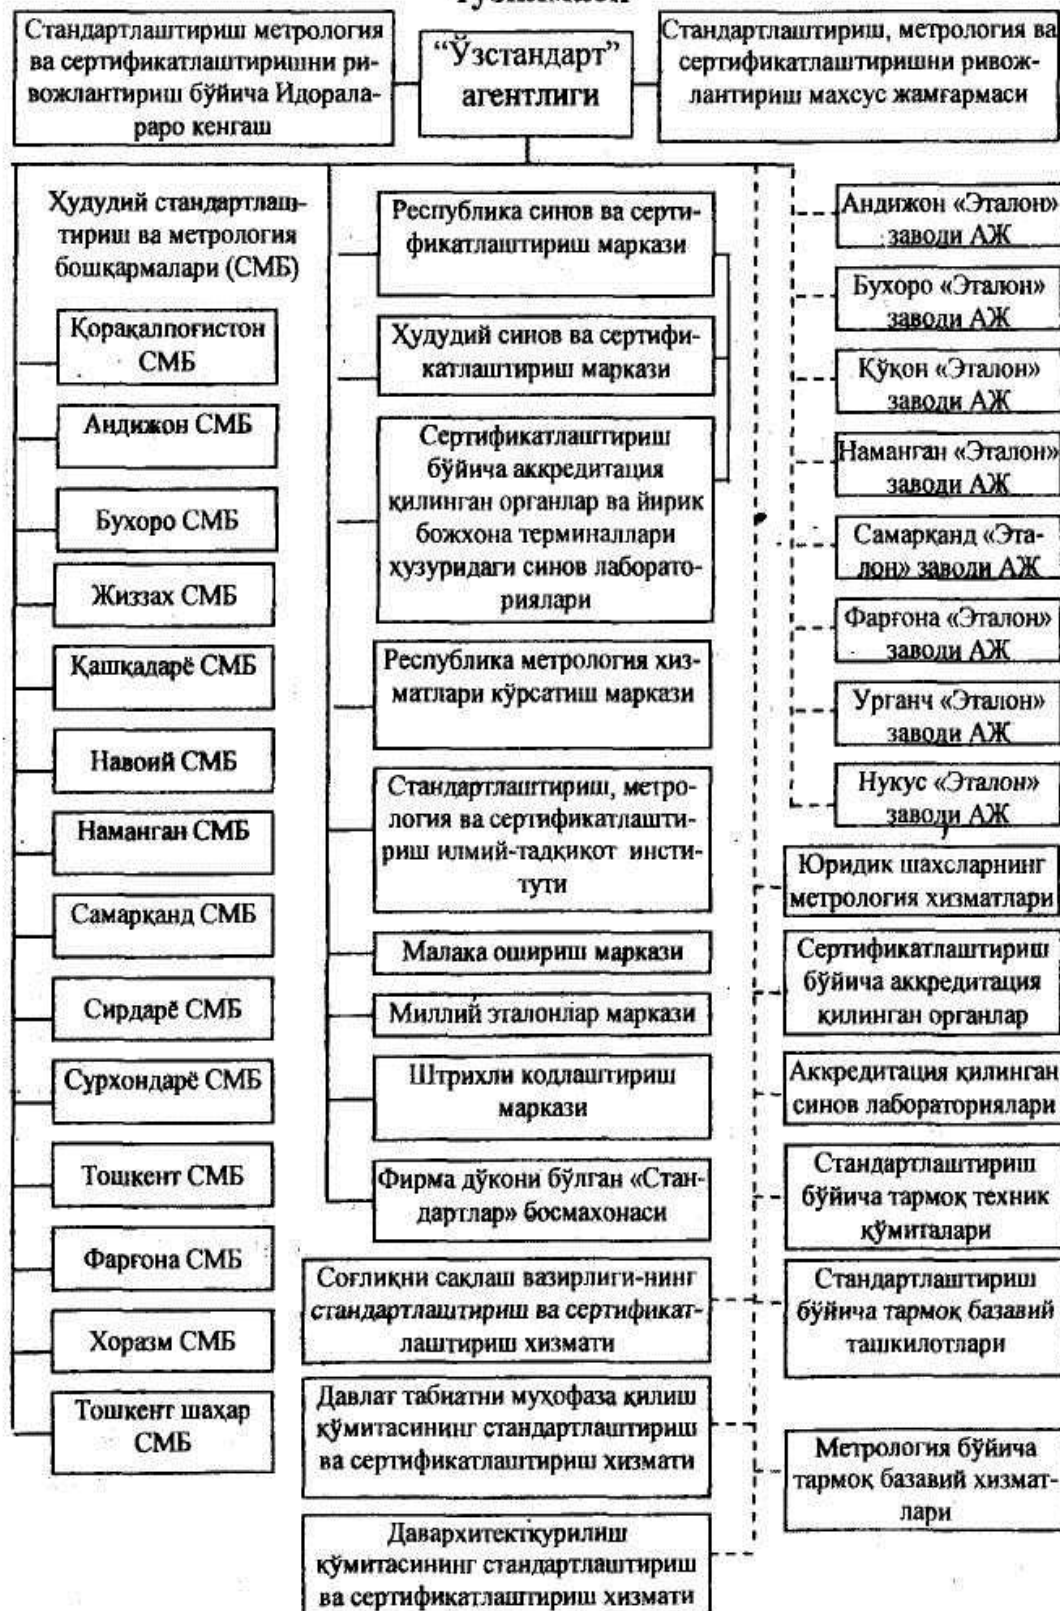 Стандартлаштириш метрология
ва сертификатлаштиришни ри-
вожлантириш бўйича Идорала-
раро кенгаш
“Ўзстандарт”
агентлиги
Стандартлаштириш, метрология ва
сертификатлаштиришни ривож-
лантириш махсус жамғармаси
Ҳудудий стандартлаш-
тириш ва метрология
бошқармалари (СМБ)
Қорақалпоғистон
СМБ
Андижон СМБ
Бухоро СМБ
Жиззах СМБ
Қашқадарё СМБ
Навоий СМБ
Наманган СМБ
Самарқанд СМБ
Сирдарё СМБ
Сурхондарё СМБ
Тошкент СМБ
Фарғона СМБ
Хоразм СМБ
Тошкент шаҳар
СМБ
Республика синов ва серти-
фикатлаштириш маркази
Ҳудудий синов ва сертифи-
катлаштириш маркази
Сертификатлаштириш
бўйича аккредитация
қилинган органлар ва йирик
божхона терминаллари
ҳузуридаги синов лаборато-
риялари
Республика метрология хиз-
матлари кўрсатиш маркази
Стандартлаштириш, метро-
логия ва сертификатлашти-
риш илмий-тадқиқот инсти-
тути
Малака ошириш маркази
Миллий эталонлар маркази
Штрихли кодлаштириш
маркази
Фирма дўкони бўлган «Стан-
дартлар» босмахонаси
Соғлиқни сақлаш вазирлиги-нинг
стандартлаштириш ва сертификат-
лаштириш хизмати
Давлат табиатни муҳофаза қилиш
қўмитасининг стандартлаштириш
ва сертификатлаштириш хизмати
Давархитектқурилиш
қўмитасининг стандартлаштириш
ва сертификатлаштириш хизмати
Андижон «Эталон»
заводи АЖ
Бухоро «Эталон»
заводи АЖ
Қўқон «Эталон»
заводи АЖ
Наманган «Эталон»
заводи АЖ
Самарқанд «Эта-
лон» заводи АЖ
Фарғона «Эталон»
заводи АЖ
Урганч «Эталон»
заводи АЖ
Нукус «Эталон»
заводи АЖ
Юридик шахсларнинг
метрология хизматлари
Сертификатлаштириш
бўйича аккредитация
қилинган органлар
Аккредитация қилинган
синов лабораториялари
Стандартлаштириш
бўйича тармоқ техник
қўмиталари
Стандартлаштириш
бўйича тармоқ базавий
ташкилотлари
Метрология бўйича
тармоқ базавий хизмат-
лари